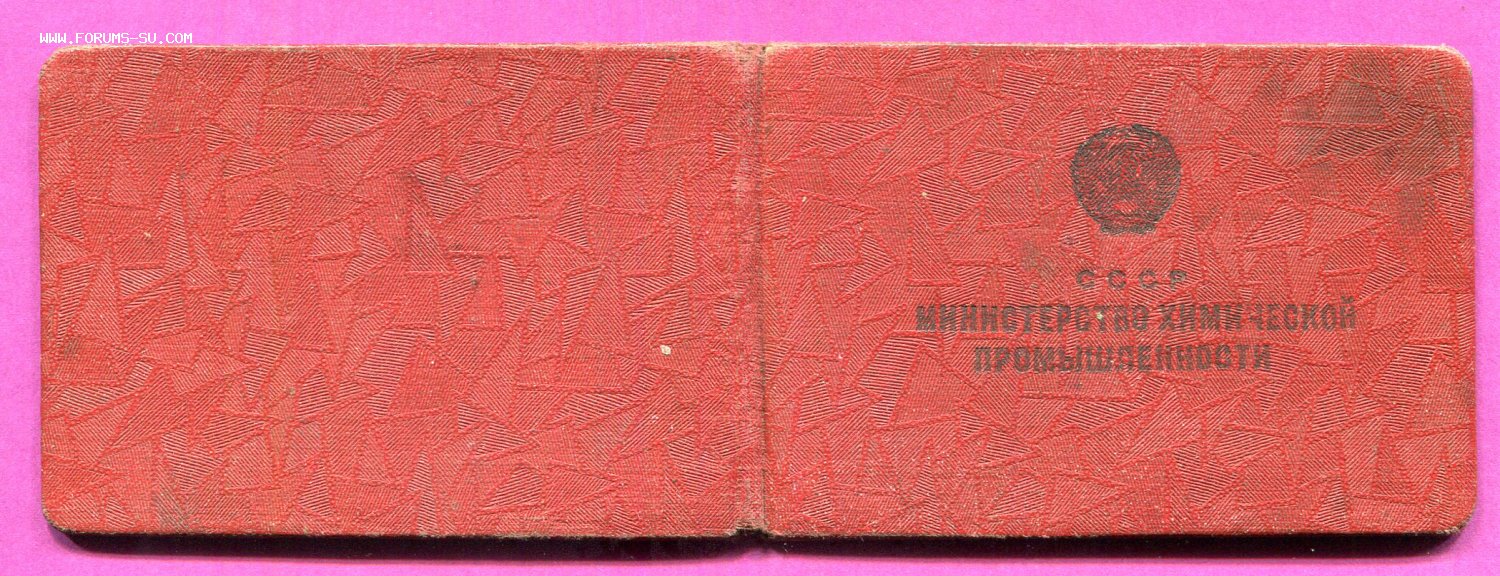 WWW.FORUMS-SU.COM
СССР
МИНИСТЕРСТВО ХИМИЧЕСКОЙ
ПРОМЫШЛЕННОСТИ